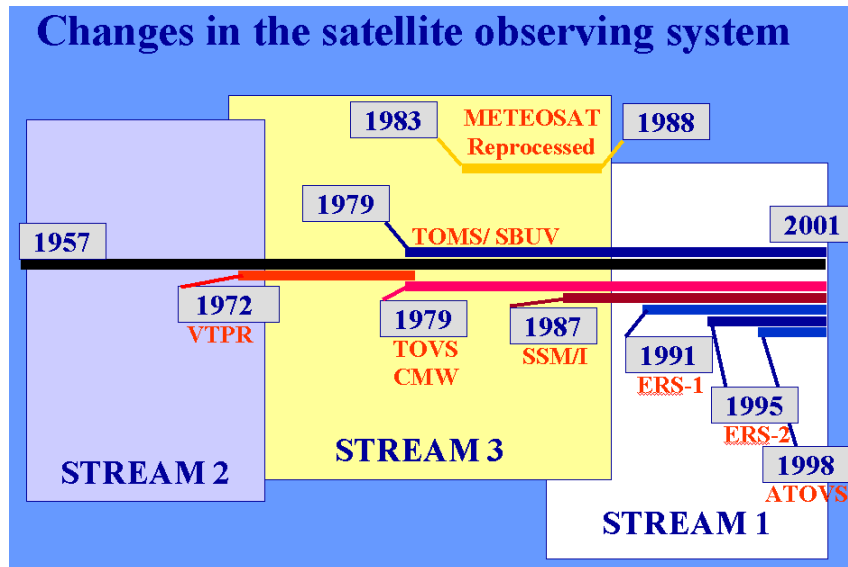 Changes in the satellite observing system
1983
METEOSAT
Reprocessed
1988
1979
TOMS/ SBUV
2001
1957
1972
VTPR
1979
TOVS
CMW
1987
SSM/I
1991
ERS-1
1995
ERS-2
1998
ATOVS
STREAM 2
STREAM 3
STREAM 1